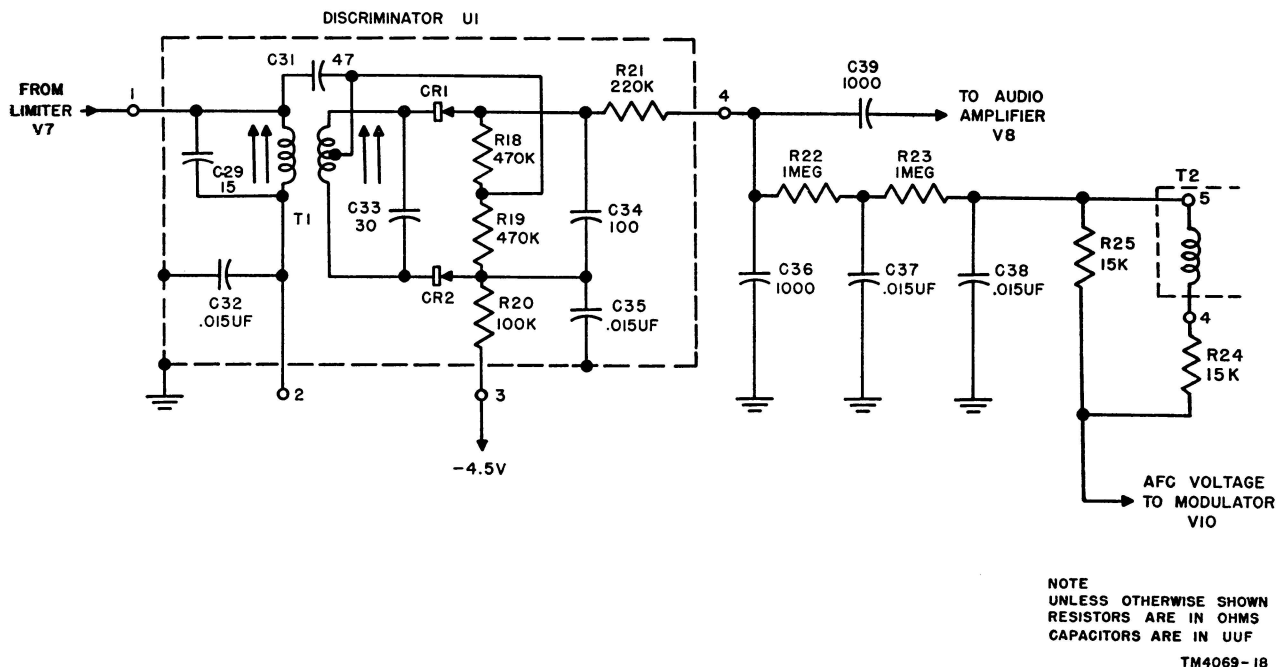 DISCRIMINATOR U1
C31 47
FROM
LIMITER
V7
1
CR1
R21
220K
4
C39
1000
TO AUDIO
AMPLIFIER
V8
C29
15
T1
R18
470K
C33
30
R19
470K
C34
100
R22
1MEG
R23
1MEG
T2
5
C32
.015UF
CR2
R20
100K
C35
.015UF
C36
1000
C37
.015UF
C38
.015UF
R25
15K
4
R24
15K
2
3
-4.5V
AFC VOLTAGE
TO MODULATOR
V10
NOTE
UNLESS OTHERWISE SHOWN
RESISTORS ARE IN OHMS
CAPACITORS ARE IN UUF
TM4069-18